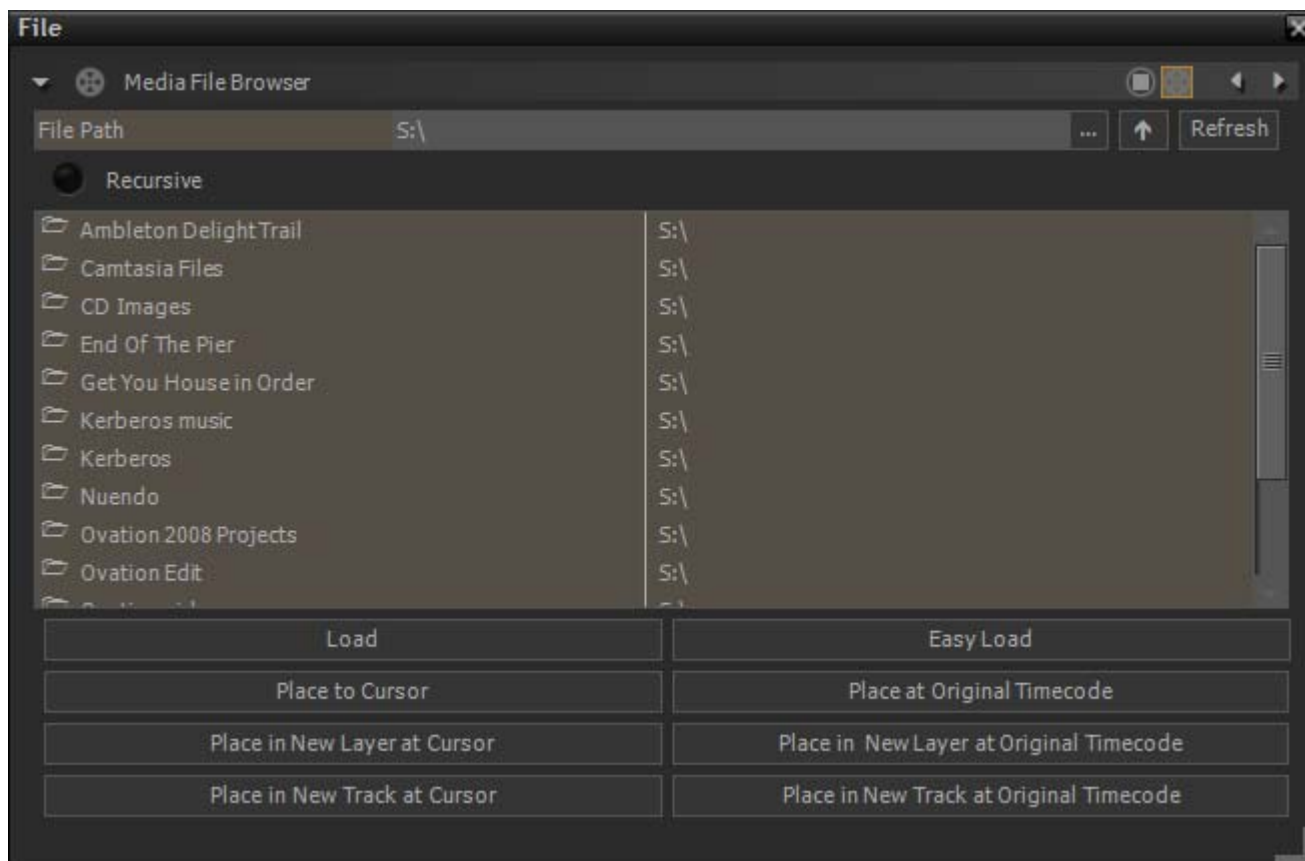 File
Media File Browser
File Path S:\ ... Refresh
Recursive
Ambleton Delight Trail S:\
Camtasia Files S:\
CD Images S:\
End Of The Pier S:\
Get You House in Order S:\
Kerberos music S:\
Kerberos S:\
Nuendo S:\
Ovation 2008 Projects S:\
Ovation Edit S:\
Load Easy Load
Place to Cursor Place at Original Timecode
Place in New Layer at Cursor Place in New Layer at Original Timecode
Place in New Track at Cursor Place in New Track at Original Timecode